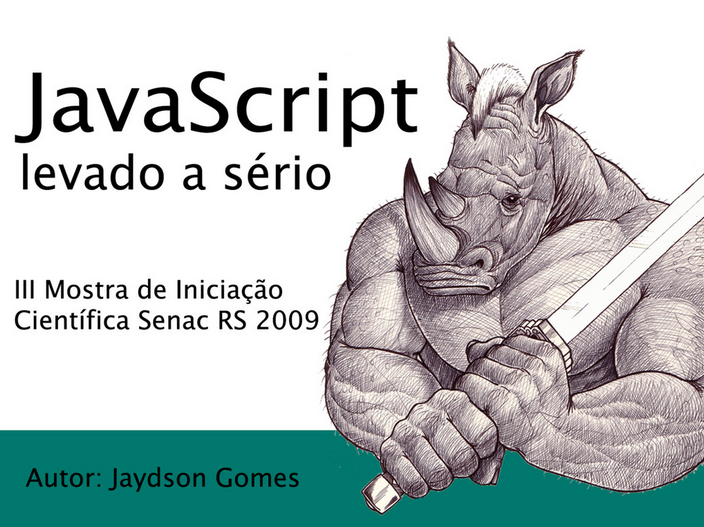 JavaScript
levado a sério
III Mostra de Iniciação
Científica Senac RS 2009
Autor: Jaydson Gomes